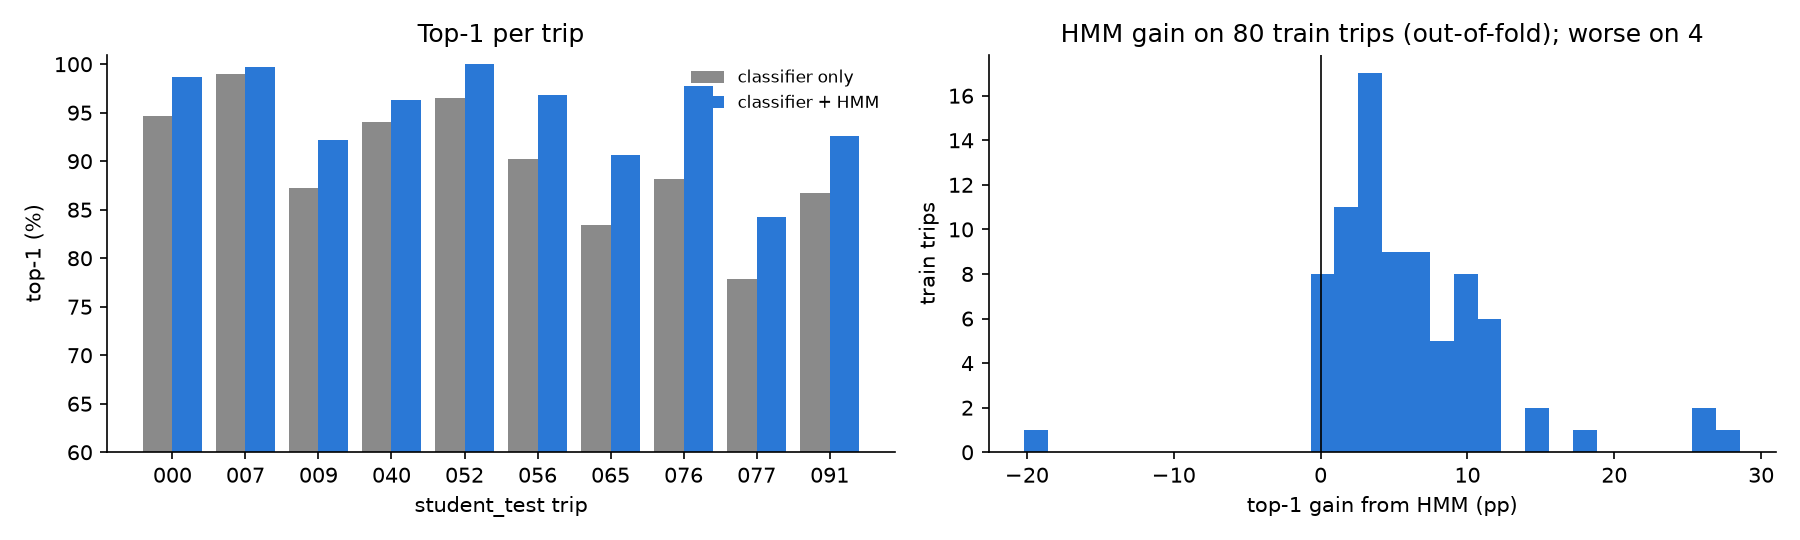 Top-1 per trip
top-1 (%)
100
95
90
85
80
75
70
65
60
classifier only
classifier + HMM
000 007 009 040 052 056 065 076 077 091
student_test trip
HMM gain on 80 train trips (out-of-fold); worse on 4
train trips
16
14
12
10
8
6
4
2
0
−20 −10 0 10 20 30
top-1 gain from HMM (pp)